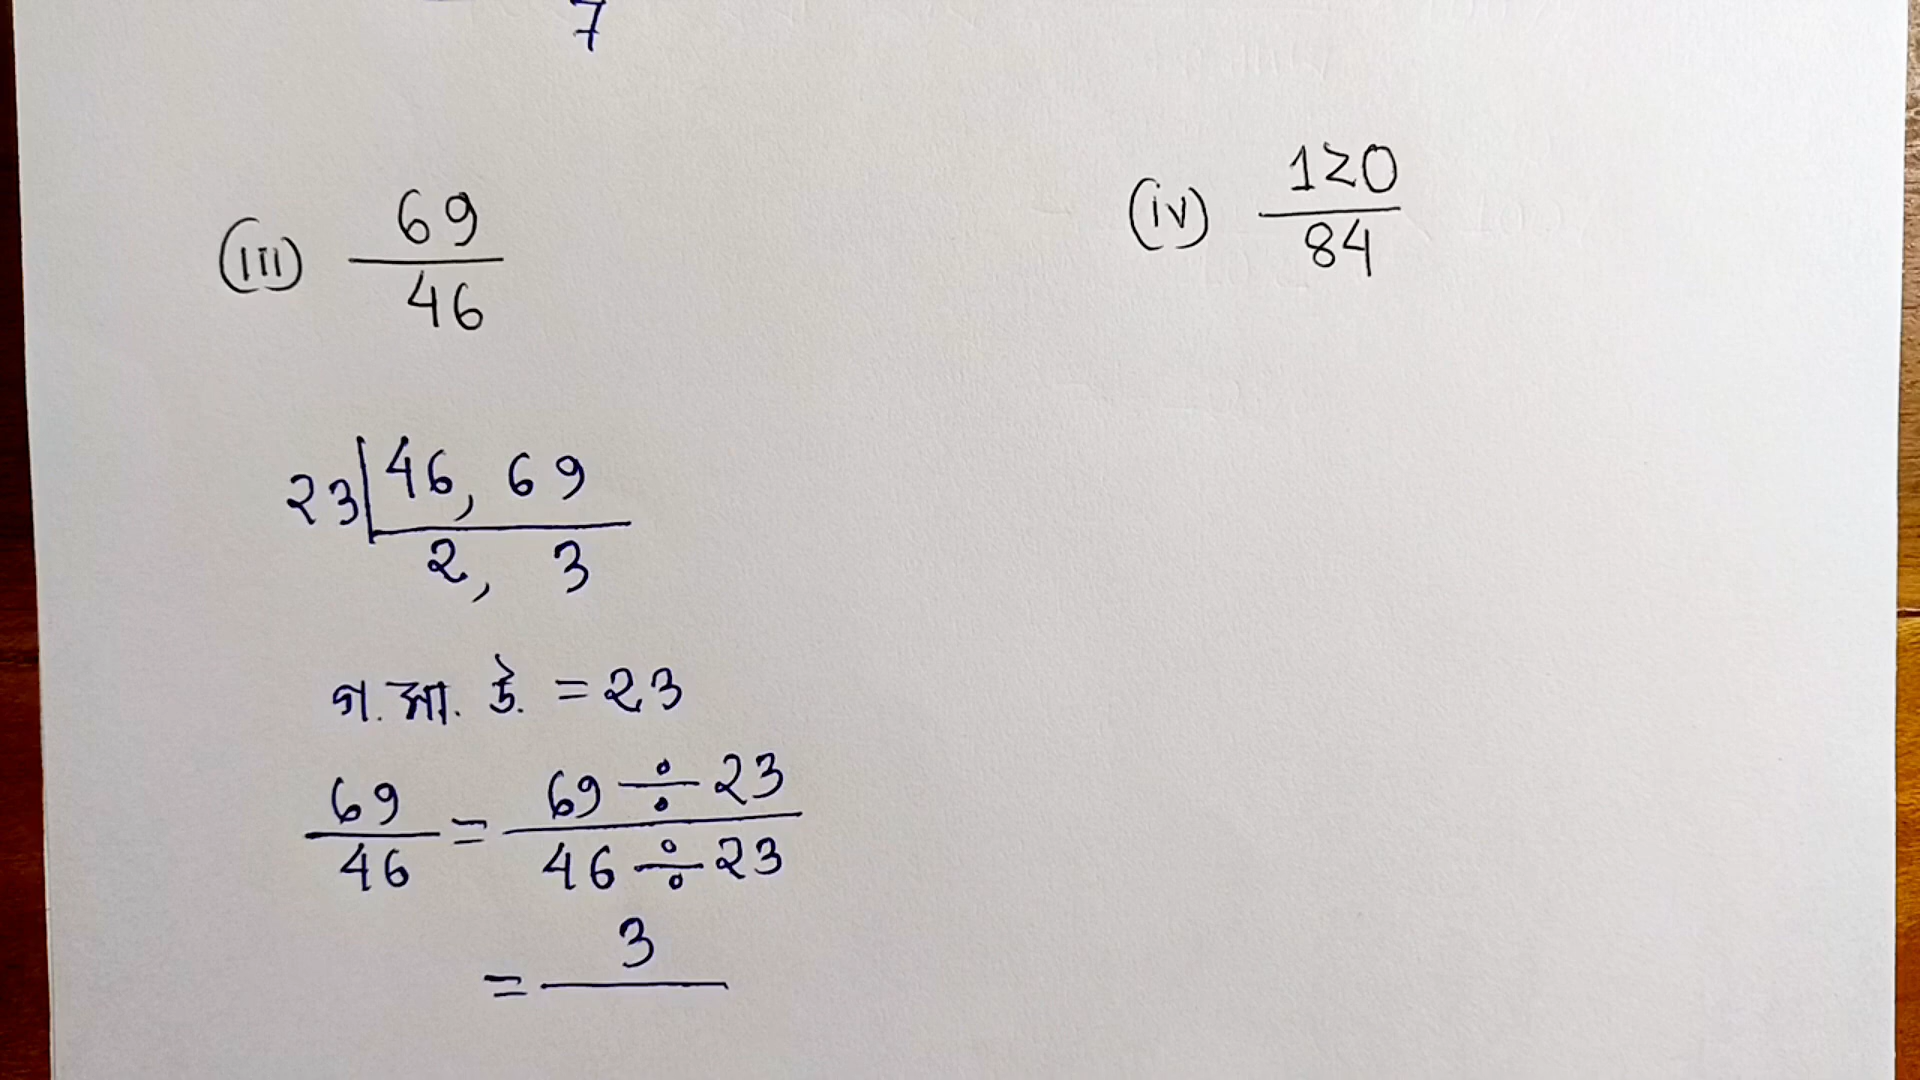 7
(iii) 69/46
(iv) 120/84
23 | 46, 69
2, 3
গ. সা. উ. = 23
69/46 = 69 ÷ 23 / 46 ÷ 23
= 3/